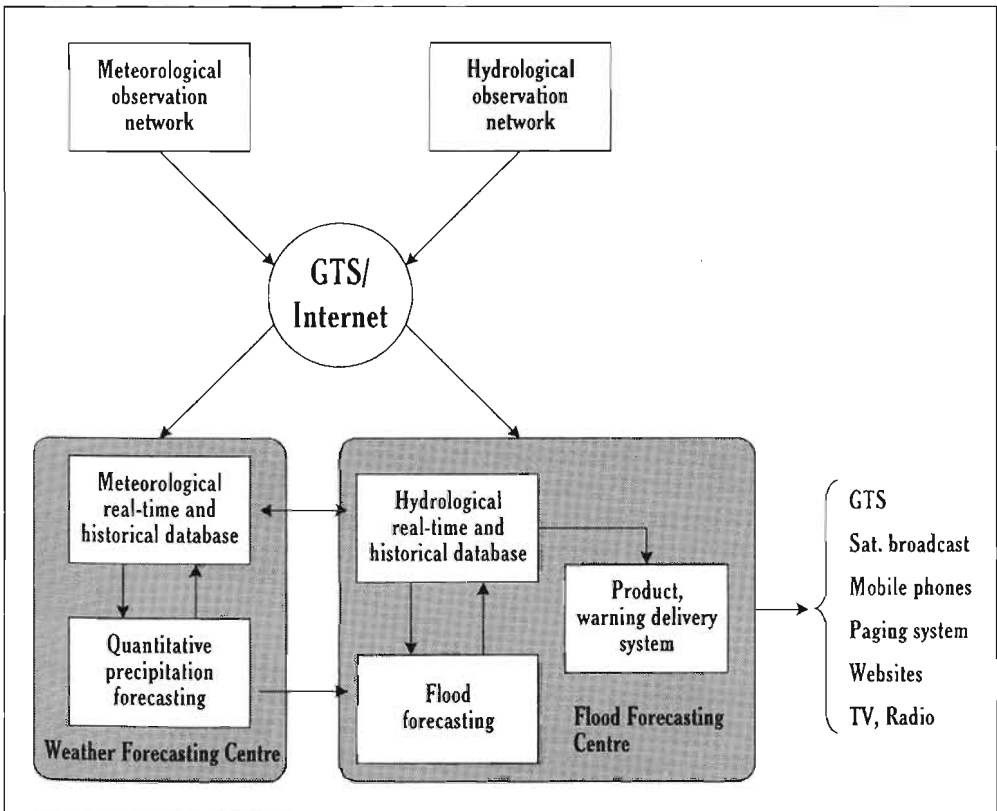 Meteorological
observation
network
Hydrological
observation
network
GTS/
Internet
Meteorological
real-time and
historical database
Quantitative
precipitation
forecasting
Weather Forecasting Centre
Hydrological
real-time and
historical database
Flood
forecasting
Product,
warning delivery
system
Flood Forecasting
Centre
GTS
Sat. broadcast
Mobile phones
Paging system
Websites
TV, Radio